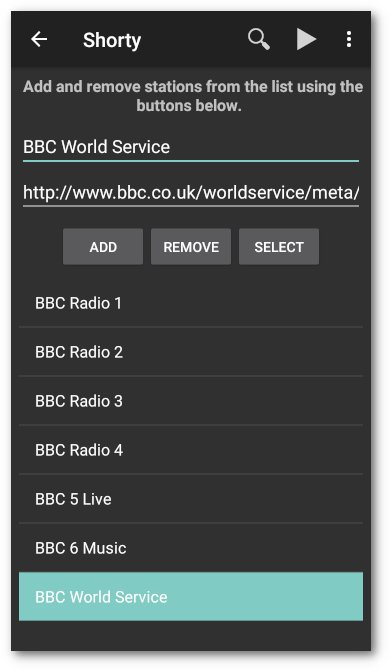 Shorty
Add and remove stations from the list using the
buttons below.
BBC World Service
http://www.bbc.co.uk/worldservice/meta/
ADD
REMOVE
SELECT
BBC Radio 1
BBC Radio 2
BBC Radio 3
BBC Radio 4
BBC 5 Live
BBC 6 Music
BBC World Service